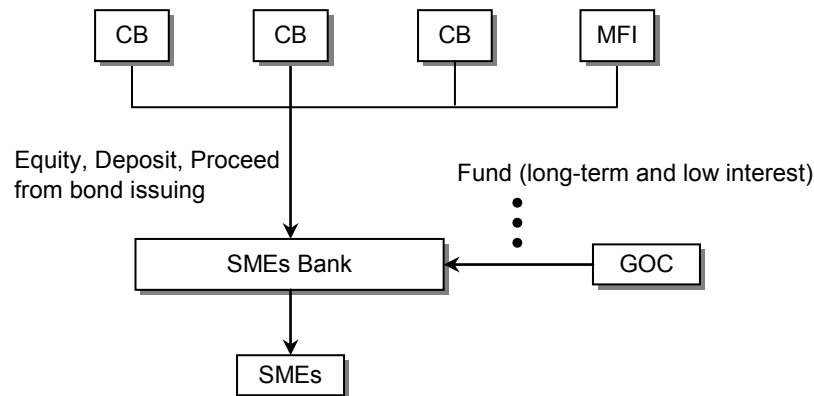 CB
CB
CB
MFI
Equity, Deposit, Proceed
from bond issuing
Fund (long-term and low interest)
SMEs Bank
GOC
SMEs